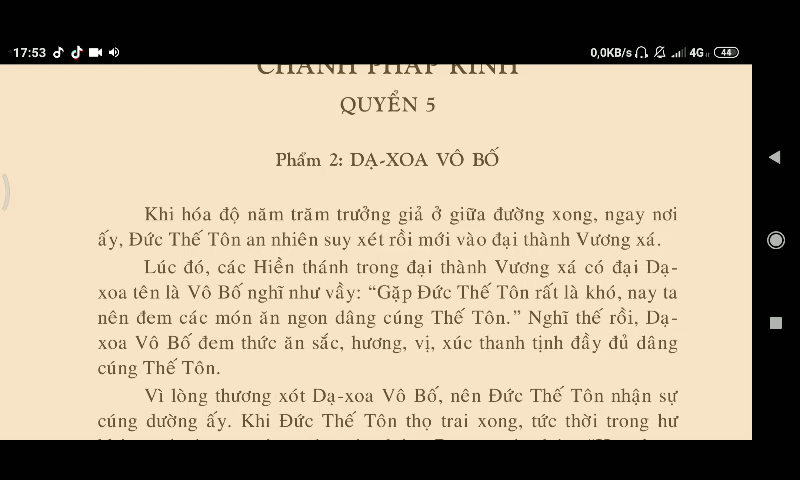 17:53
0,0KB/s 4G 44
CHÁNH PHÁP KINH
QUYỂN 5
Phẩm 2: DẠ-XOA VÔ BỐ
Khi hóa độ năm trăm trưởng giả ở giữa đường xong, ngay nơi
ấy, Đức Thế Tôn an nhiên suy xét rồi mới vào đại thành Vương xá.
Lúc đó, các Hiền thánh trong đại thành Vương xá có đại Dạ-
xoa tên là Vô Bố nghĩ như vầy: “Gặp Đức Thế Tôn rất là khó, nay ta
nên đem các món ăn ngon dâng cúng Thế Tôn.” Nghĩ thế rồi, Dạ-
xoa Vô Bố đem thức ăn sắc, hương, vị, xúc thanh tịnh đầy đủ dâng
cúng Thế Tôn.
Vì lòng thương xót Dạ-xoa Vô Bố, nên Đức Thế Tôn nhận sự
cúng dường ấy. Khi Đức Thế Tôn thọ trai xong, tức thời trong hư